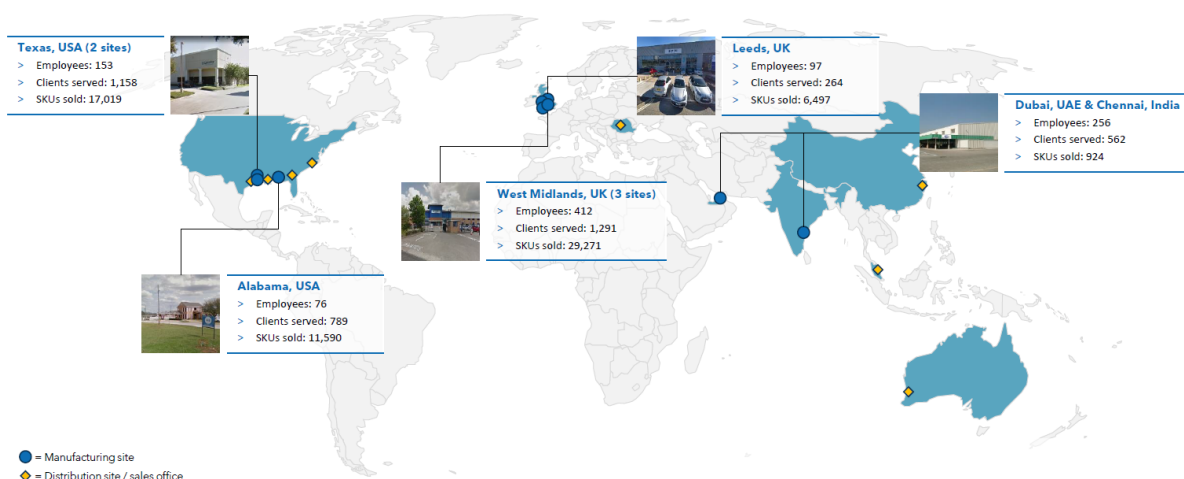 Texas, USA (2 sites)
> Employees: 153
> Clients served: 1,158
> SKUs sold: 17,019
Leeds, UK
> Employees: 97
> Clients served: 264
> SKUs sold: 6,497
Dubai, UAE & Chennai, India
> Employees: 256
> Clients served: 562
> SKUs sold: 924
West Midlands, UK (3 sites)
> Employees: 412
> Clients served: 1,291
> SKUs sold: 29,271
Alabama, USA
> Employees: 76
> Clients served: 789
> SKUs sold: 11,590
= Manufacturing site
= Distribution site / sales office